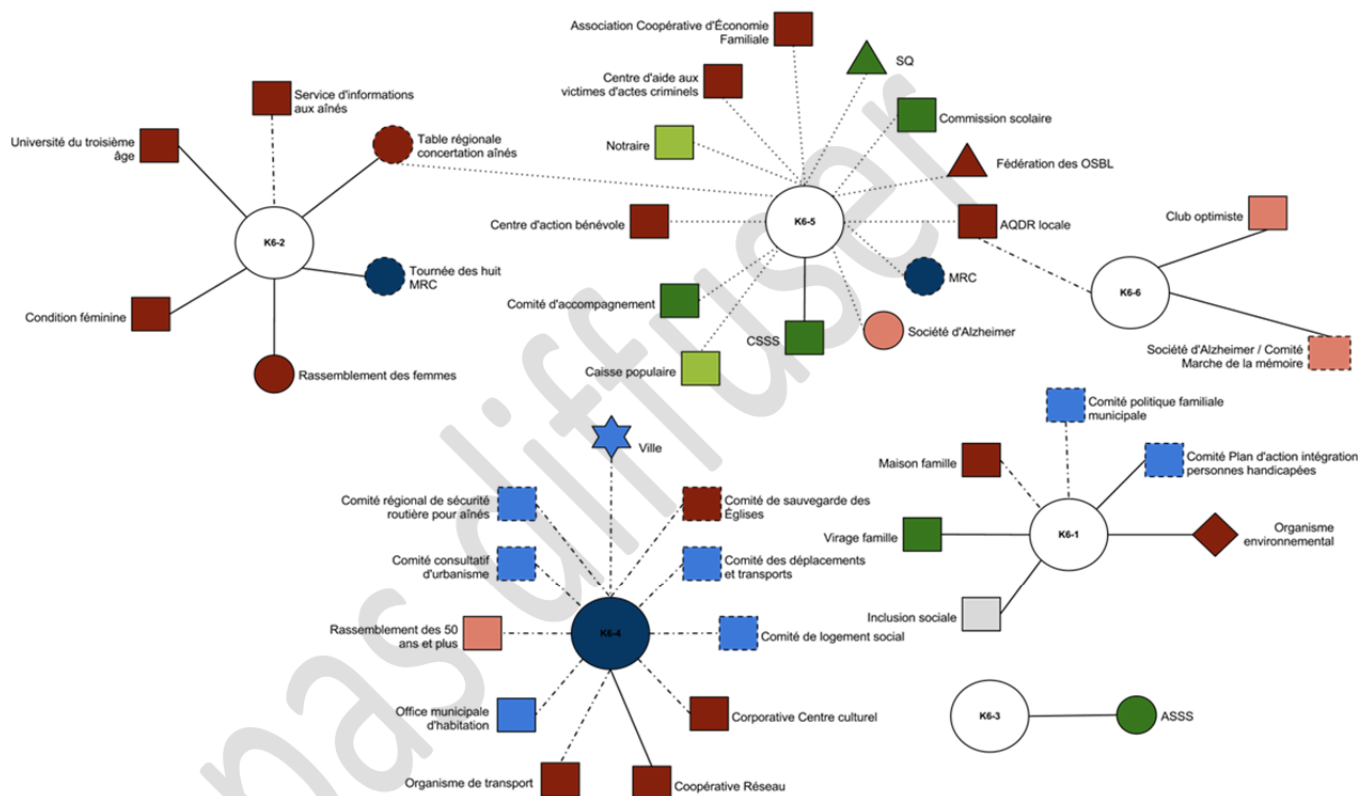 Association Coopérative d'Économie
Familiale
SQ
Service d'informations
aux aînés
Centre d'aide aux
victimes d'actes criminels
Commission scolaire
Université du troisième
âge
Table régionale
concertation aînés
Notraire
Fédération des OSBL
K6-2
Centre d'action bénévole
K6-5
AQDR locale
Club optimiste
Tournée des huit
MRC
MRC
K6-6
Condition féminine
Comité d'accompagnement
CSSS
Société d'Alzheimer
Société d'Alzheimer / Comité
Marche de la mémoire
Rassemblement des femmes
Caisse populaire
Comité politique familiale
municipale
Ville
Maison famille
Comité Plan d'action intégration
personnes handicapées
Comité régional de sécurité
routière pour aînés
Comité de sauvegarde des
Églises
Virage famille
K6-1
Organisme
environnemental
Comité consultatif
d'urbanisme
Comité des déplacements
et transports
Inclusion sociale
Rassemblement des 50
ans et plus
K6-4
Comité de logement social
Office municipale
d'habitation
Corporative Centre culturel
K6-3
ASSS
Organisme de transport
Coopérative Réseau
pas diffuser